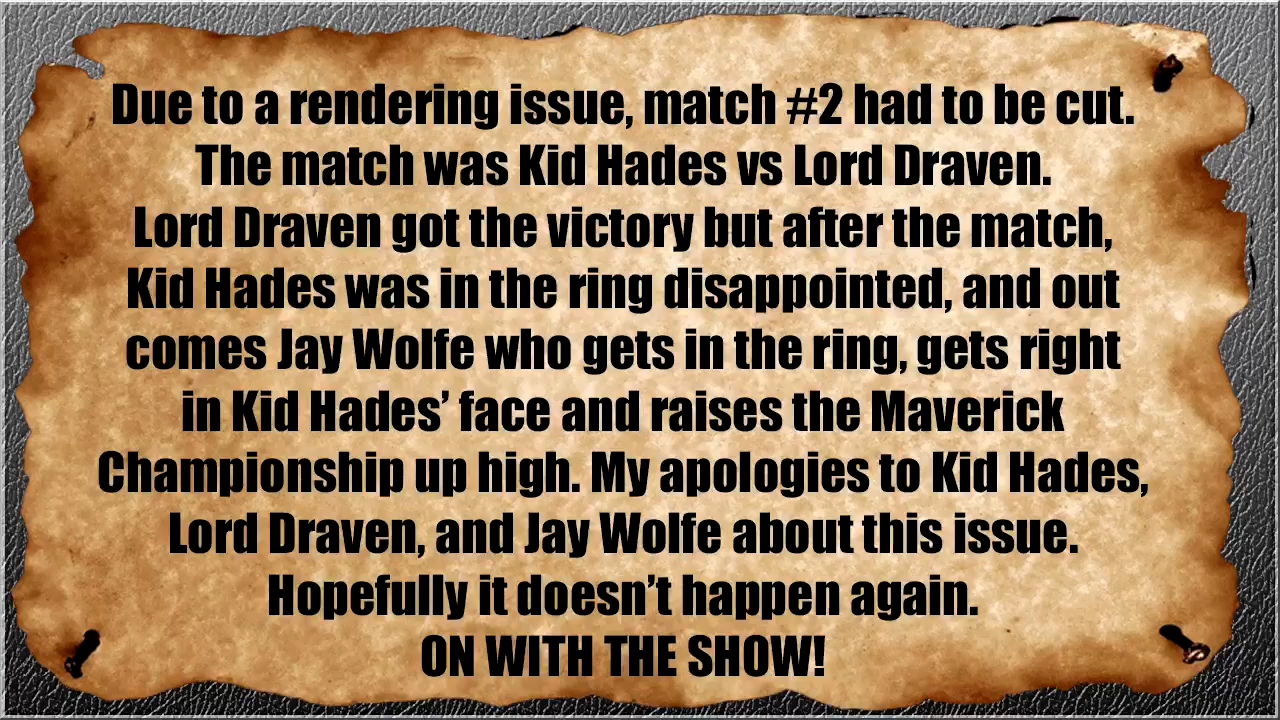 Due to a rendering issue, match #2 had to be cut.
The match was Kid Hades vs Lord Draven.
Lord Draven got the victory but after the match,
Kid Hades was in the ring disappointed, and out
comes Jay Wolfe who gets in the ring, gets right
in Kid Hades’ face and raises the Maverick
Championship up high. My apologies to Kid Hades,
Lord Draven, and Jay Wolfe about this issue.
Hopefully it doesn’t happen again.
ON WITH THE SHOW!